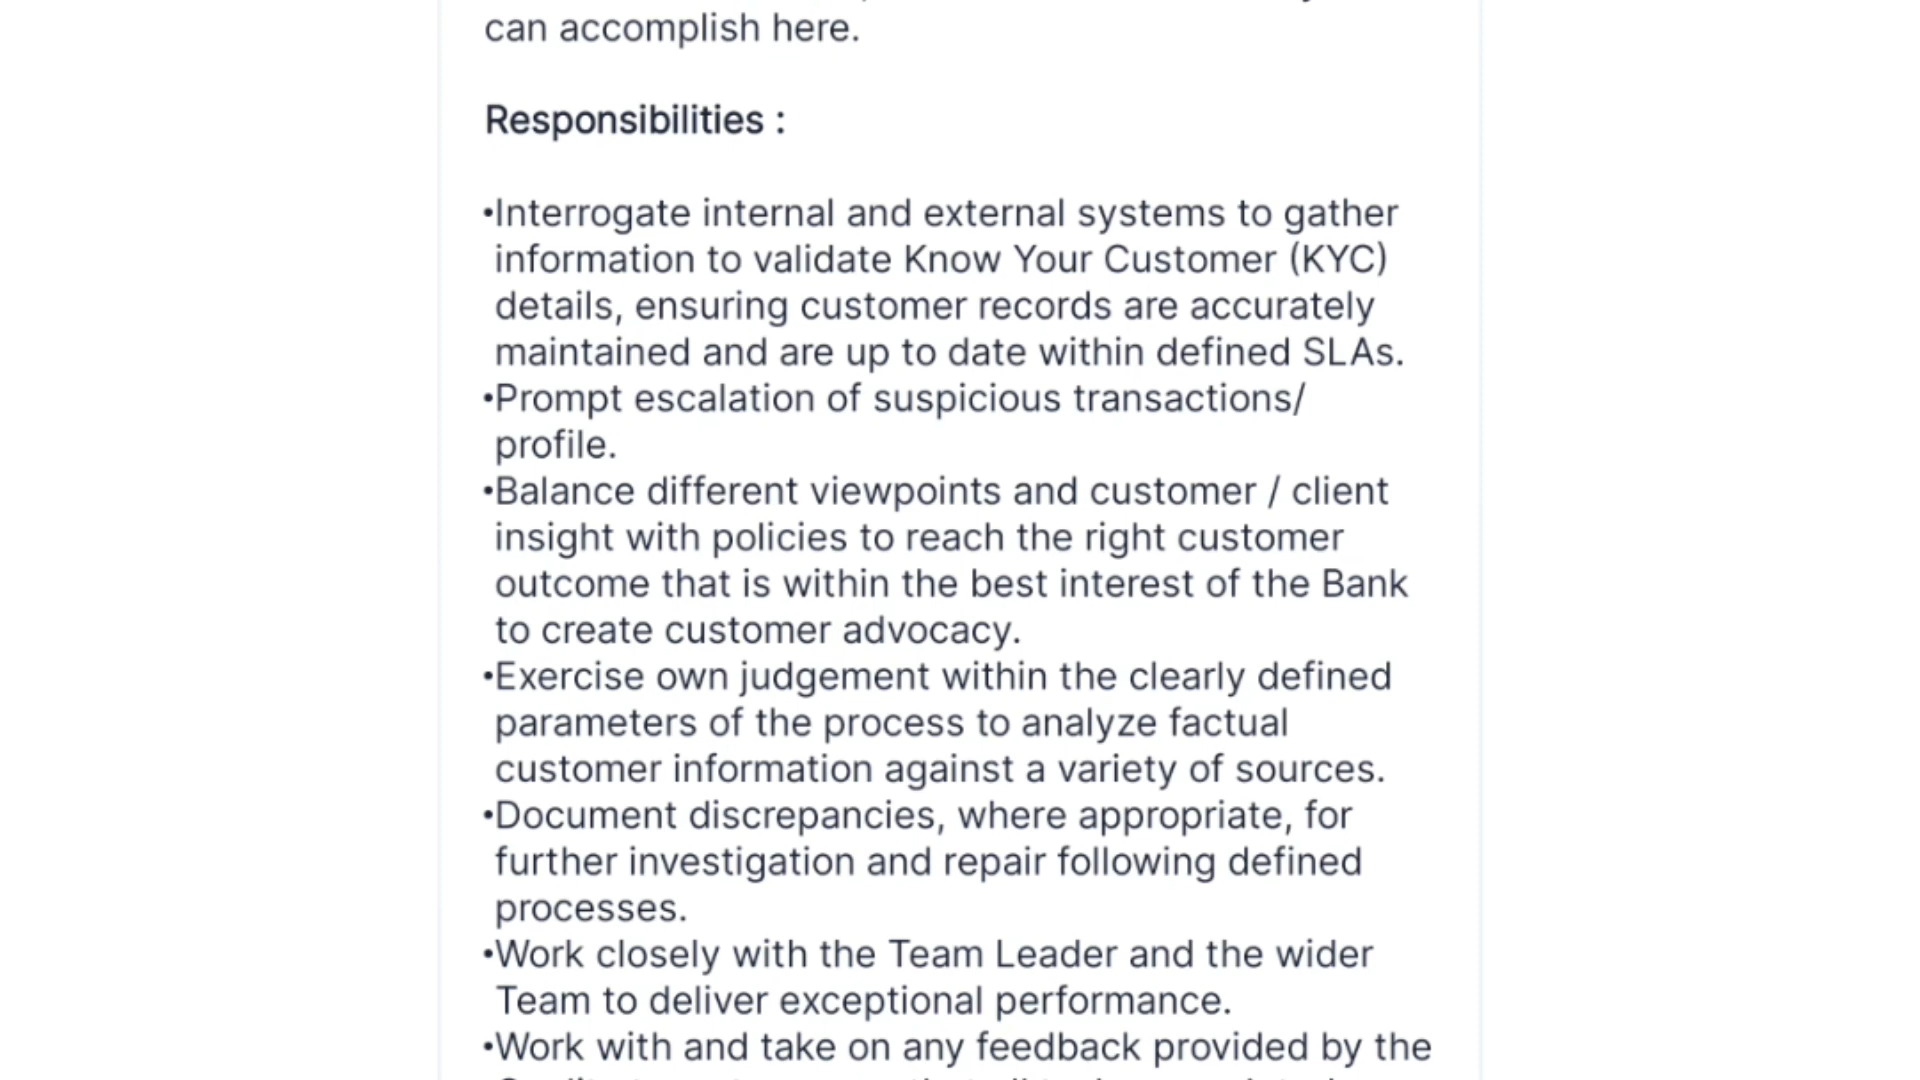 can accomplish here.
Responsibilities :
•Interrogate internal and external systems to gather
information to validate Know Your Customer (KYC)
details, ensuring customer records are accurately
maintained and are up to date within defined SLAs.
•Prompt escalation of suspicious transactions/
profile.
•Balance different viewpoints and customer / client
insight with policies to reach the right customer
outcome that is within the best interest of the Bank
to create customer advocacy.
•Exercise own judgement within the clearly defined
parameters of the process to analyze factual
customer information against a variety of sources.
•Document discrepancies, where appropriate, for
further investigation and repair following defined
processes.
•Work closely with the Team Leader and the wider
Team to deliver exceptional performance.
•Work with and take on any feedback provided by the